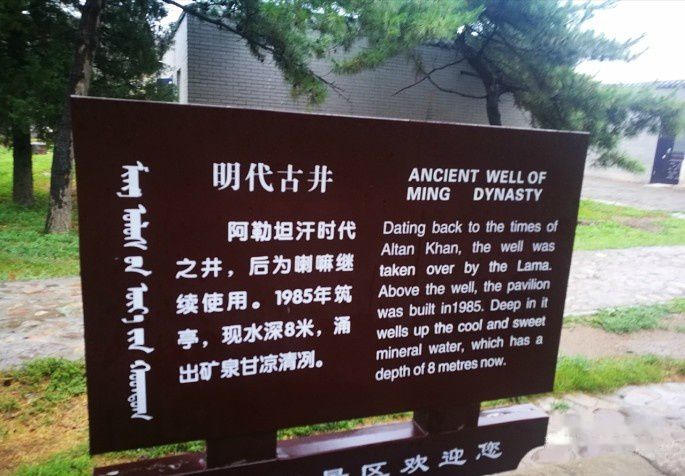 明代古井
阿勒坦汗时代
之井，后为喇嘛继
续使用。1985年筑
亭，现水深8米，涌
出矿泉甘凉清冽。
ANCIENT WELL OF
MING DYNASTY
Dating back to the times of
Altan Khan, the well was
taken over by the Lama.
Above the well, the pavilion
was built in1985. Deep in it
wells up the cool and sweet
mineral water, which has a
depth of 8 metres now.
景区欢迎您